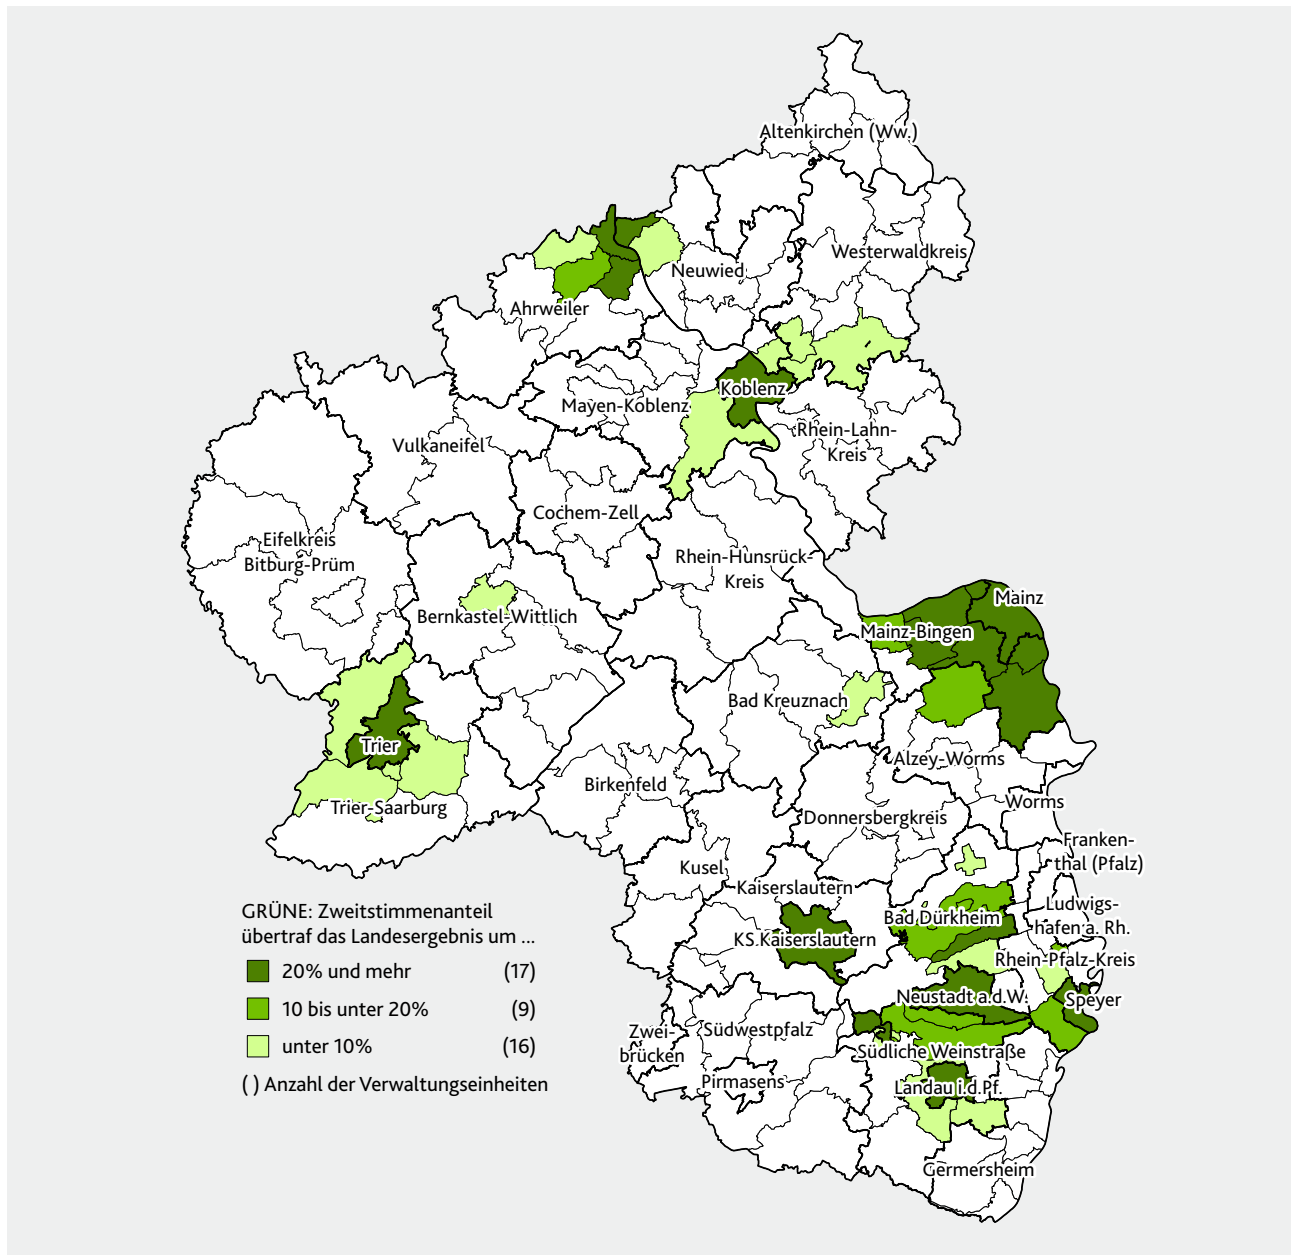 Altenkirchen (Ww.)
Westerwaldkreis
Neuwied
Ahrweiler
Koblenz
Mayen-Koblenz
Rhein-Lahn-
Kreis
Vulkaneifel
Cochem-Zell
Eifelkreis
Bitburg-Prüm
Rhein-Hunsrück-
Kreis
Mainz
Bernkastel-Wittlich
Mainz-Bingen
Bad Kreuznach
Trier
Alzey-Worms
Birkenfeld
Trier-Saarburg
Worms
Donnersbergkreis
Franken-
thal (Pfalz)
Kusel
Kaiserslautern
Ludwigs-
hafen a. Rh.
Bad Dürkheim
KS.Kaiserslautern
Rhein-Pfalz-Kreis
Neustadt a.d.W.
Speyer
Zwei-
brücken
Südwestpfalz
Südliche Weinstraße
Pirmasens
Landau i.d.Pf.
Germersheim
GRÜNE: Zweitstimmenanteil
übertraf das Landesergebnis um ...
20% und mehr (17)
10 bis unter 20% (9)
unter 10% (16)
( ) Anzahl der Verwaltungseinheiten